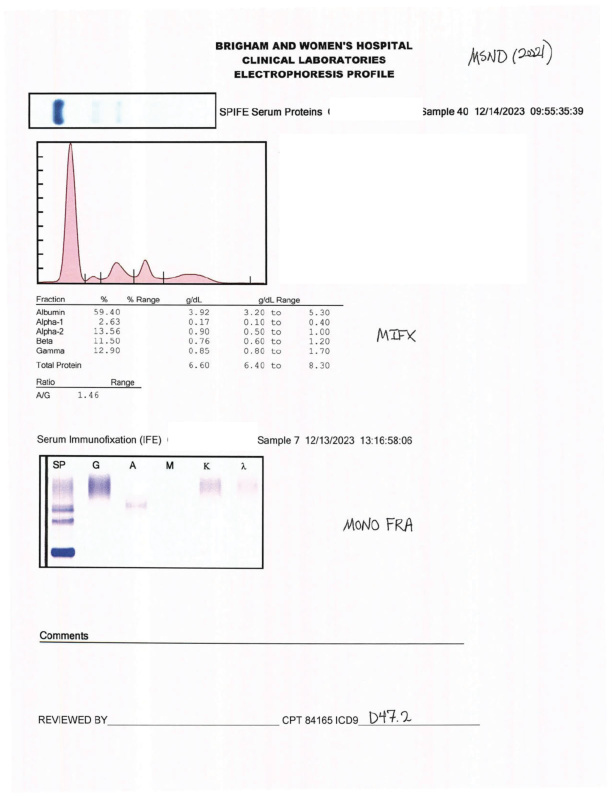 BRIGHAM AND WOMEN'S HOSPITAL
CLINICAL LABORATORIES
ELECTROPHORESIS PROFILE
MSND (2021)
SPIFE Serum Proteins Sample 40 12/14/2023 09:55:35:39
Fraction % % Range g/dL g/dL Range
Albumin 59.40 3.92 3.20 to 5.30
Alpha-1 2.63 0.17 0.10 to 0.40
Alpha-2 13.56 0.90 0.50 to 1.00
Beta 11.50 0.76 0.60 to 1.20
Gamma 12.90 0.85 0.80 to 1.70
Total Protein 6.60 6.40 to 8.30
MIFX
Ratio Range
A/G 1.46
Serum Immunofixation (IFE) Sample 7 12/13/2023 13:16:58:06
SP G A M K λ
MONO FRA
Comments
REVIEWED BY CPT 84165 ICD9 D47.2